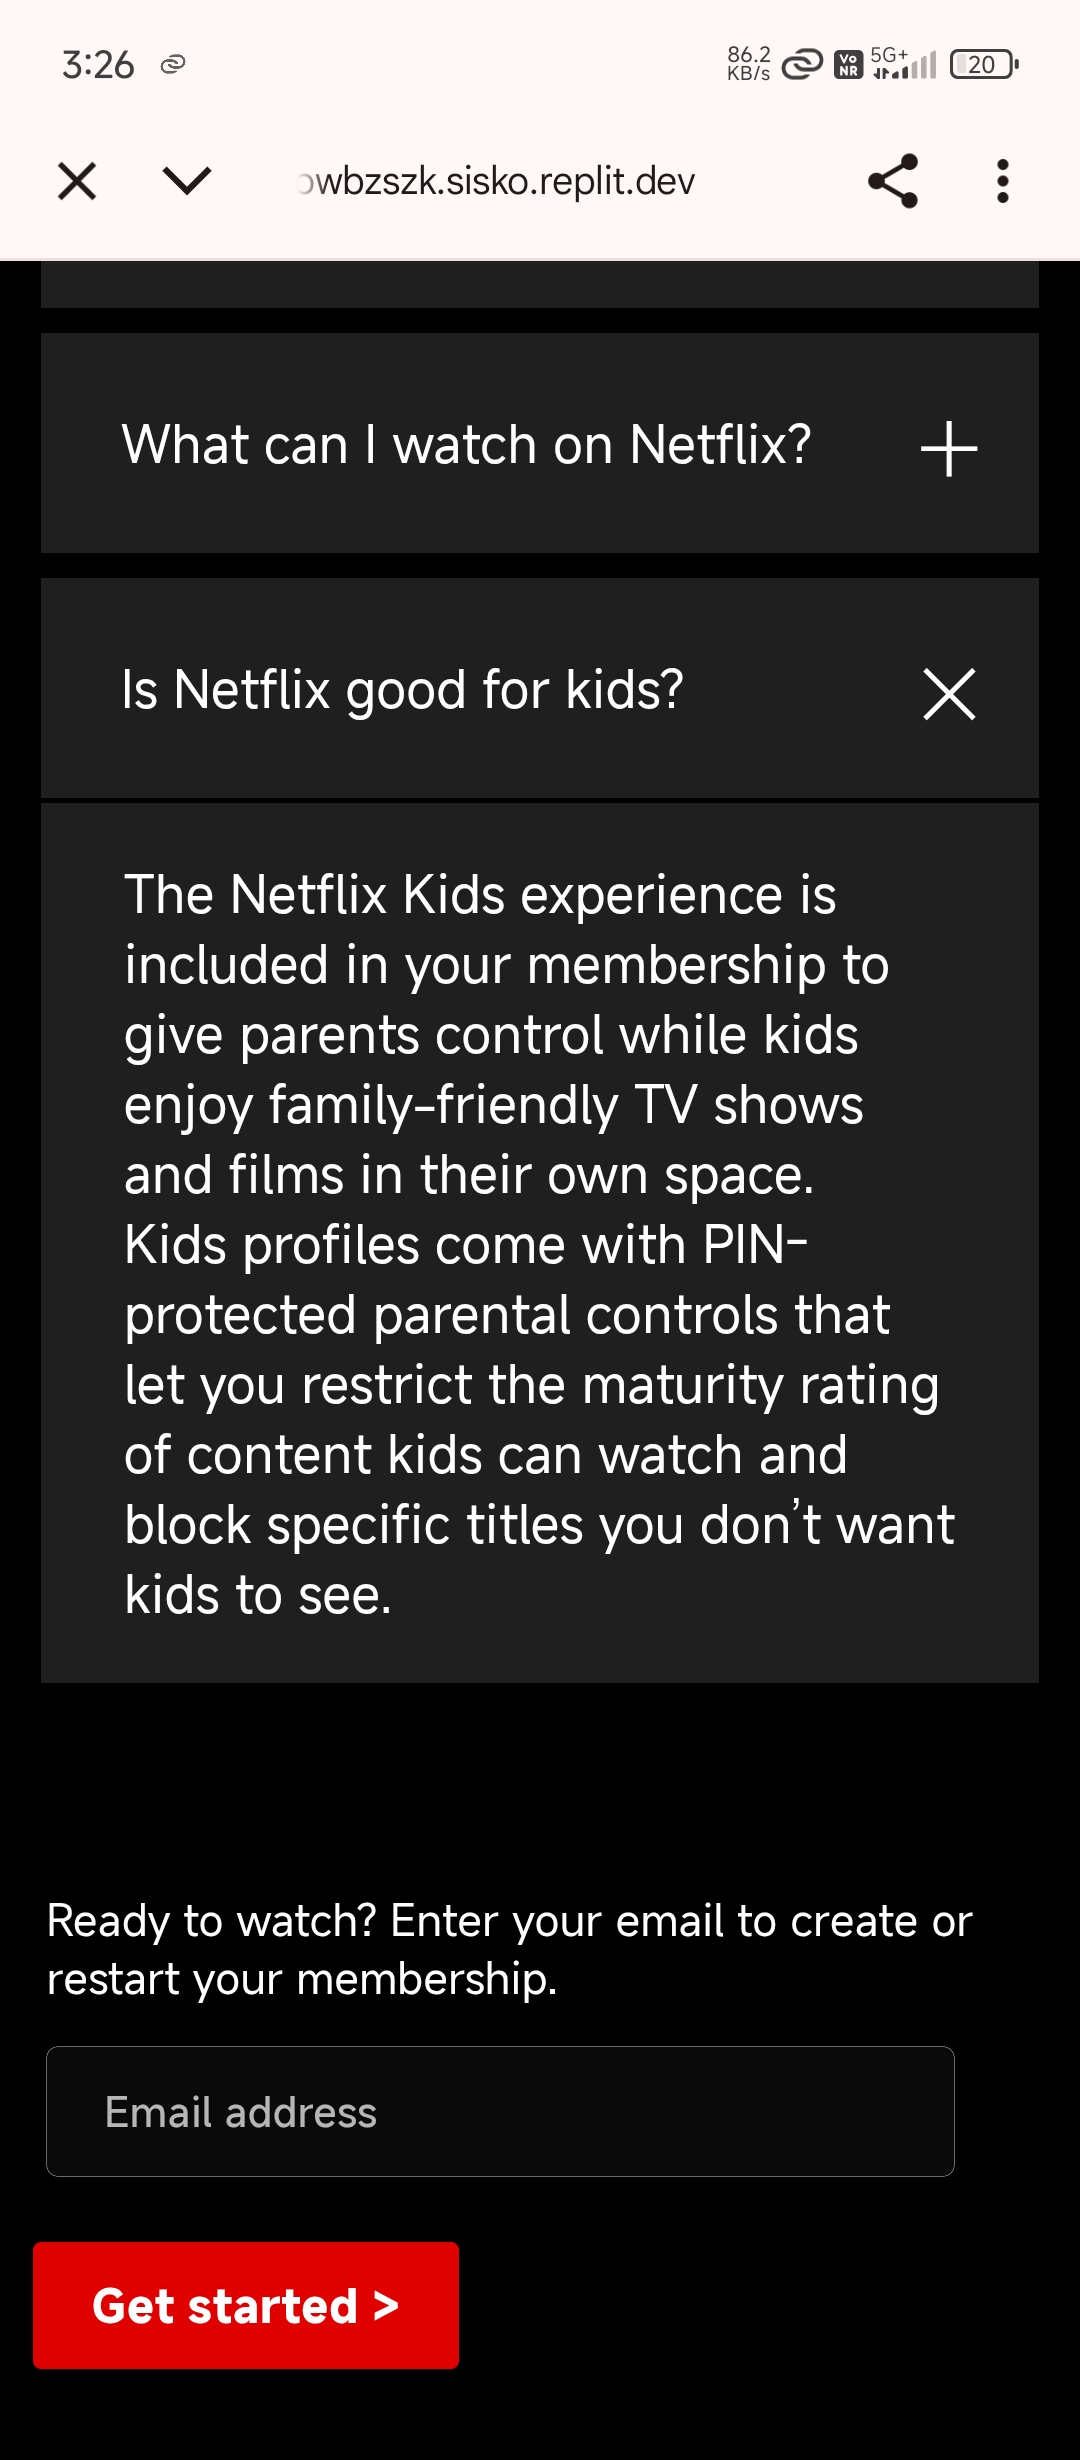 3:26
86.2
KB/s
Vo
NR
5G+
20
wbzszk.sisko.replit.dev
What can I watch on Netflix?
Is Netflix good for kids?
The Netflix Kids experience is
included in your membership to
give parents control while kids
enjoy family-friendly TV shows
and films in their own space.
Kids profiles come with PIN-
protected parental controls that
let you restrict the maturity rating
of content kids can watch and
block specific titles you don’t want
kids to see.
Ready to watch? Enter your email to create or
restart your membership.
Email address
Get started >